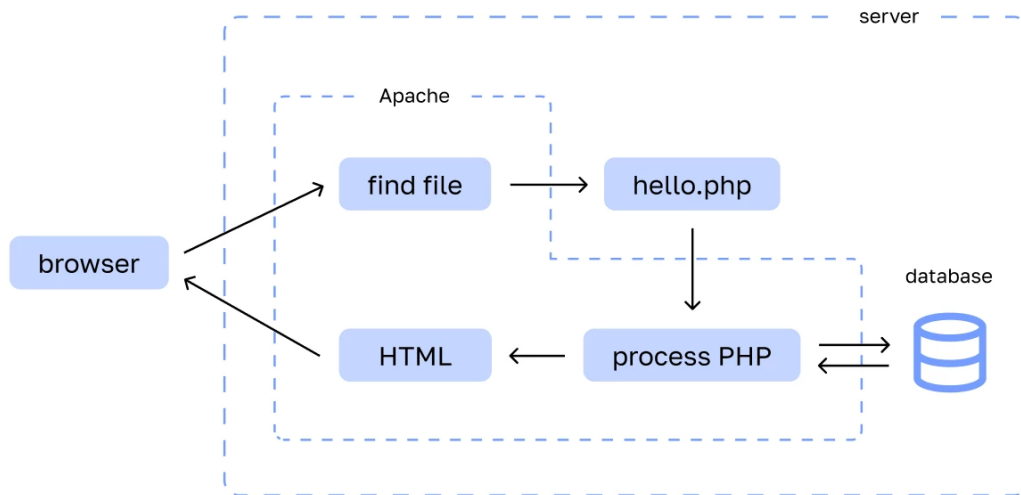 server
Apache
find file
hello.php
browser
database
HTML
process PHP